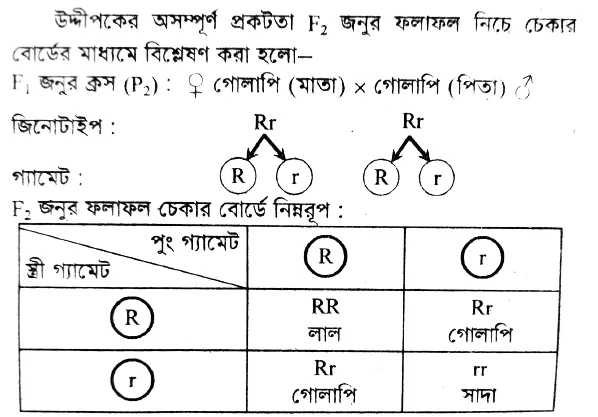 উদ্দীপকের অসম্পূর্ণ প্রকটতা F₂ জনুর ফলাফল নিচে চেকার
বোর্ডের মাধ্যমে বিশ্লেষণ করা হলো–
F₁ জনুর ক্রস (P₂) : ♀ গোলাপি (মাতা) × গোলাপি (পিতা) ♂
জিনোটাইপ : Rr Rr
গ্যামেট : R r R r
F₂ জনুর ফলাফল চেকার বোর্ডে নিম্নরূপ :
পুং গ্যামেট R r
স্ত্রী গ্যামেট
R RR Rr
লাল গোলাপি
r Rr rr
গোলাপি সাদা